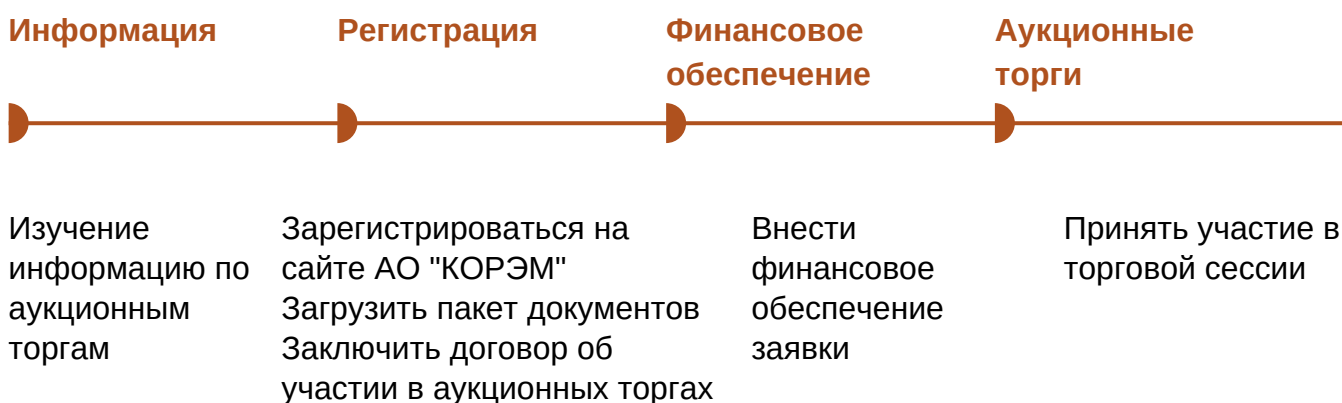 Информация
Регистрация
Финансовое
обеспечение
Аукционные
торги
Изучение
информацию по
аукционным
торгам
Зарегистрироваться на
сайте АО "КОРЭМ"
Загрузить пакет документов
Заключить договор об
участии в аукционных торгах
Внести
финансовое
обеспечение
заявки
Принять участие в
торговой сессии